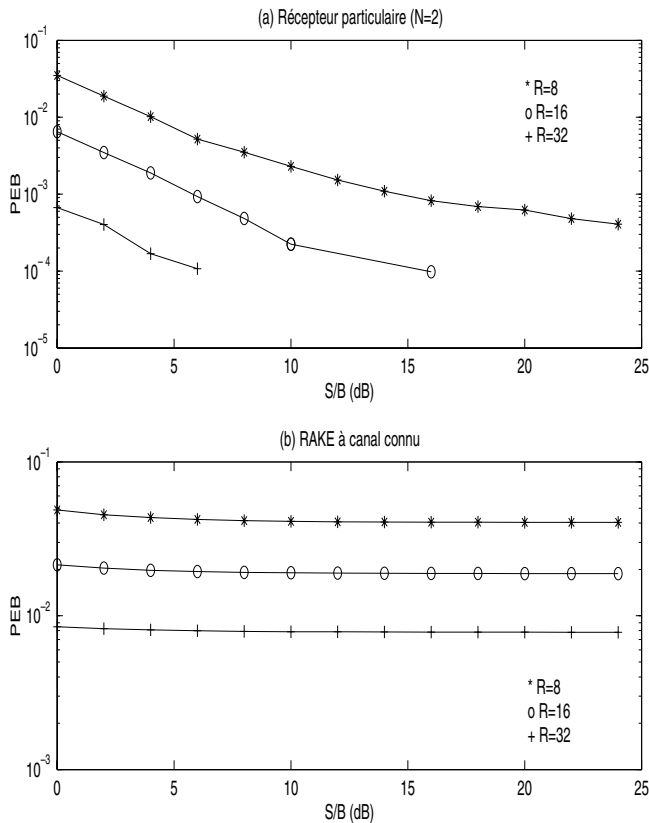 (a) Récepteur particulaire (N=2)
10^-1
10^-2
10^-3
10^-4
10^-5
PEB
* R=8
o R=16
+ R=32
0 5 10 15 20 25
S/B (dB)
(b) RAKE à canal connu
10^-1
10^-2
10^-3
PEB
* R=8
o R=16
+ R=32
0 5 10 15 20 25
S/B (dB)